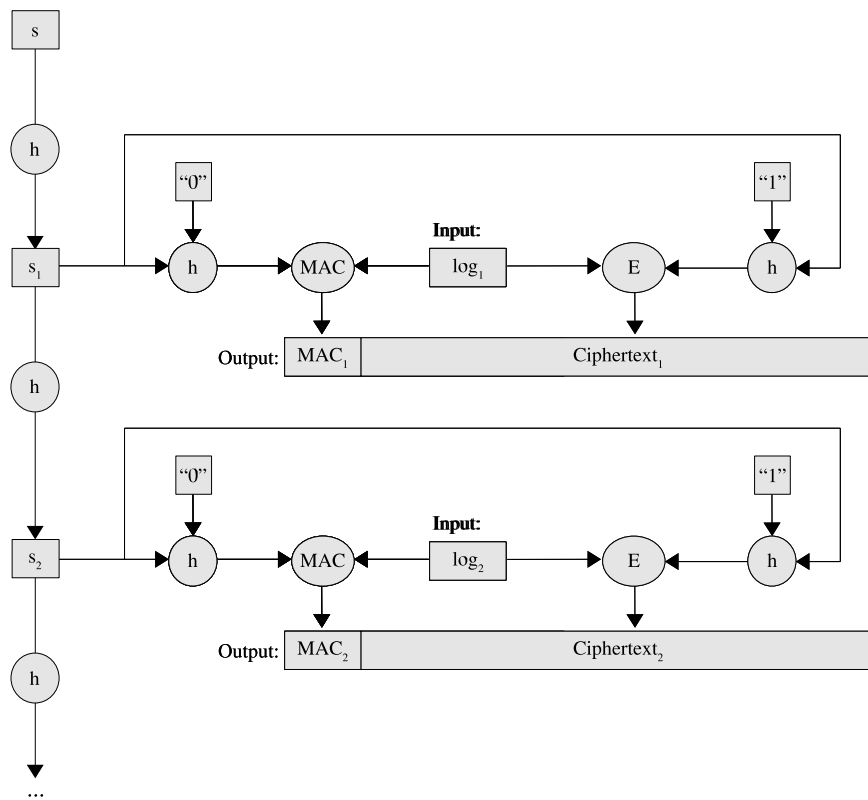 s
h
“0”
“1”
Input:
s₁
h
MAC
log₁
E
h
Output:
MAC₁
Ciphertext₁
h
“0”
“1”
Input:
s₂
h
MAC
log₂
E
h
Output:
MAC₂
Ciphertext₂
h
...